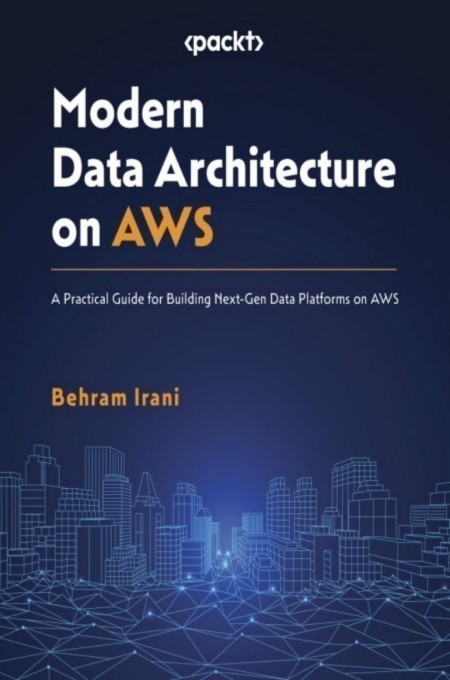 <packt>
Modern
Data Architecture
on AWS
A Practical Guide for Building Next-Gen Data Platforms on AWS
Behram Irani